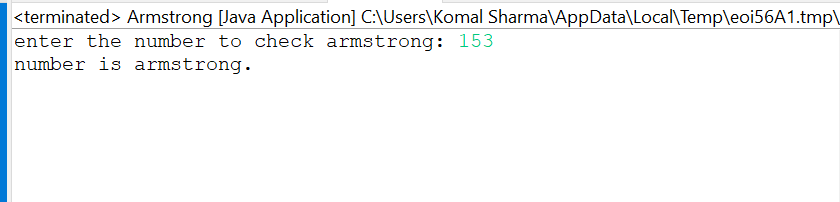 <terminated> Armstrong [Java Application] C:\Users\Komal Sharma\AppData\Local\Temp\eoi56A1.tmp\
enter the number to check armstrong: 153
number is armstrong.